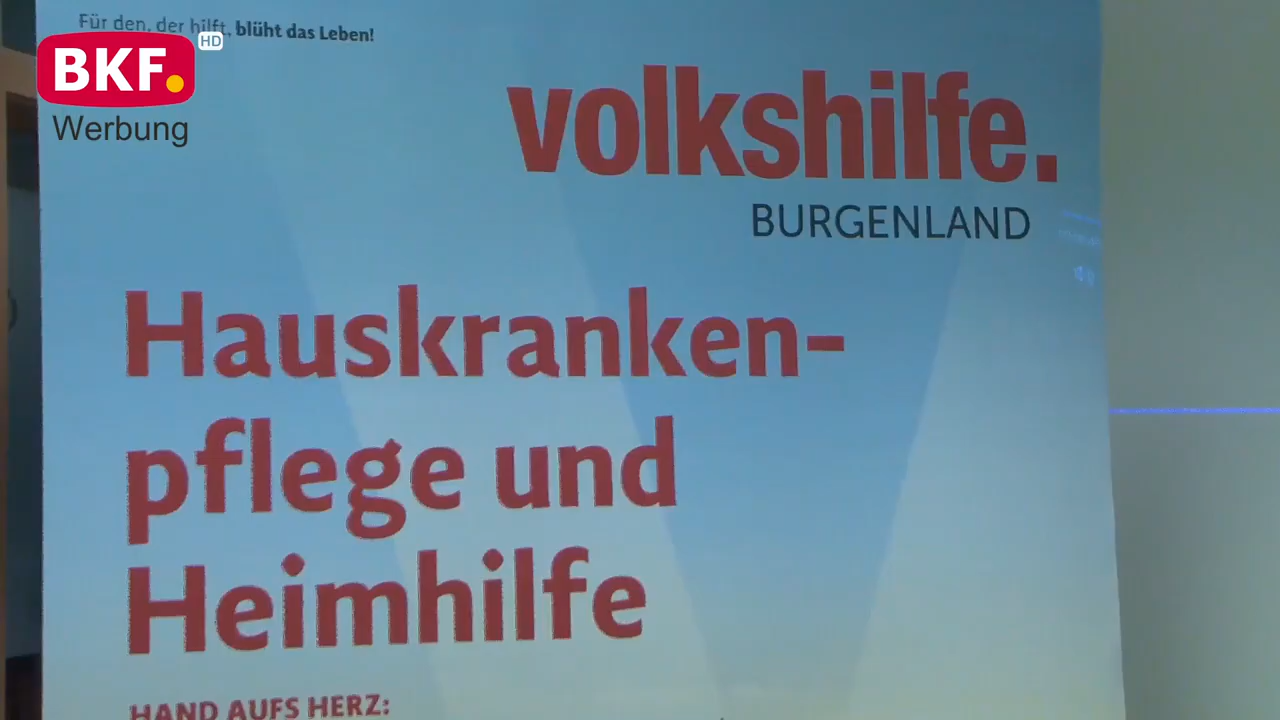 Für den, der hilft, blüht das Leben!
BKF.
HD
Werbung
volkshilfe.
BURGENLAND
Hauskranken-
pflege und
Heimhilfe
HAND AUFS HERZ: